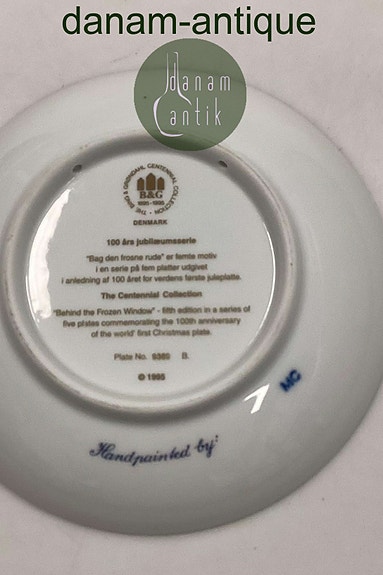 danam-antique
danam
antik
THE BING & GRØNDAHL CENTENNIAL COLLECTION
B&G
1895-1995
DENMARK
100 års jubilæumsserie
"Bag den frosne rude" er femte motiv
i en serie på fem platter udgivet
i anledning af 100 året for verdens første juleplatte.
The Centennial Collection
"Behind the Frozen Window" - fifth edition in a series of
five plates commemorating the 100th anniversary
of the world' first Christmas plate.
Plate No. B
© 1995
MC
Handpainted by: